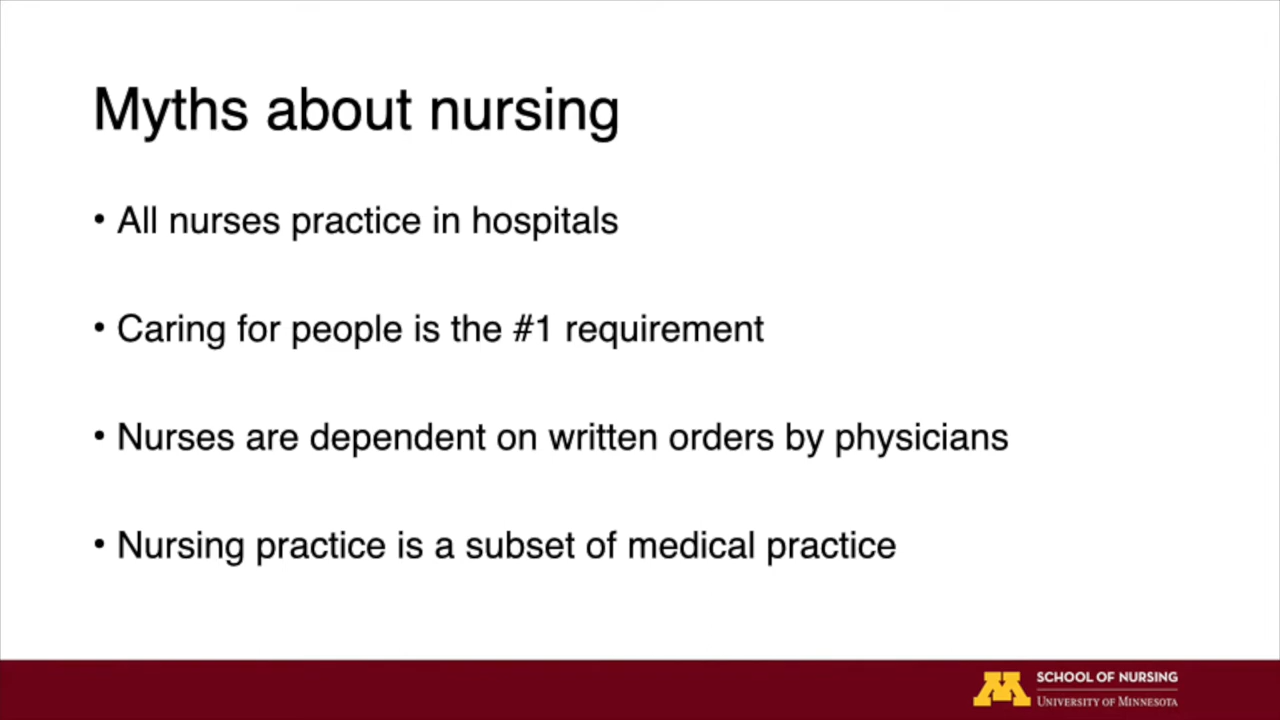 Myths about nursing
• All nurses practice in hospitals
• Caring for people is the #1 requirement
• Nurses are dependent on written orders by physicians
• Nursing practice is a subset of medical practice
M
SCHOOL OF NURSING
UNIVERSITY OF MINNESOTA